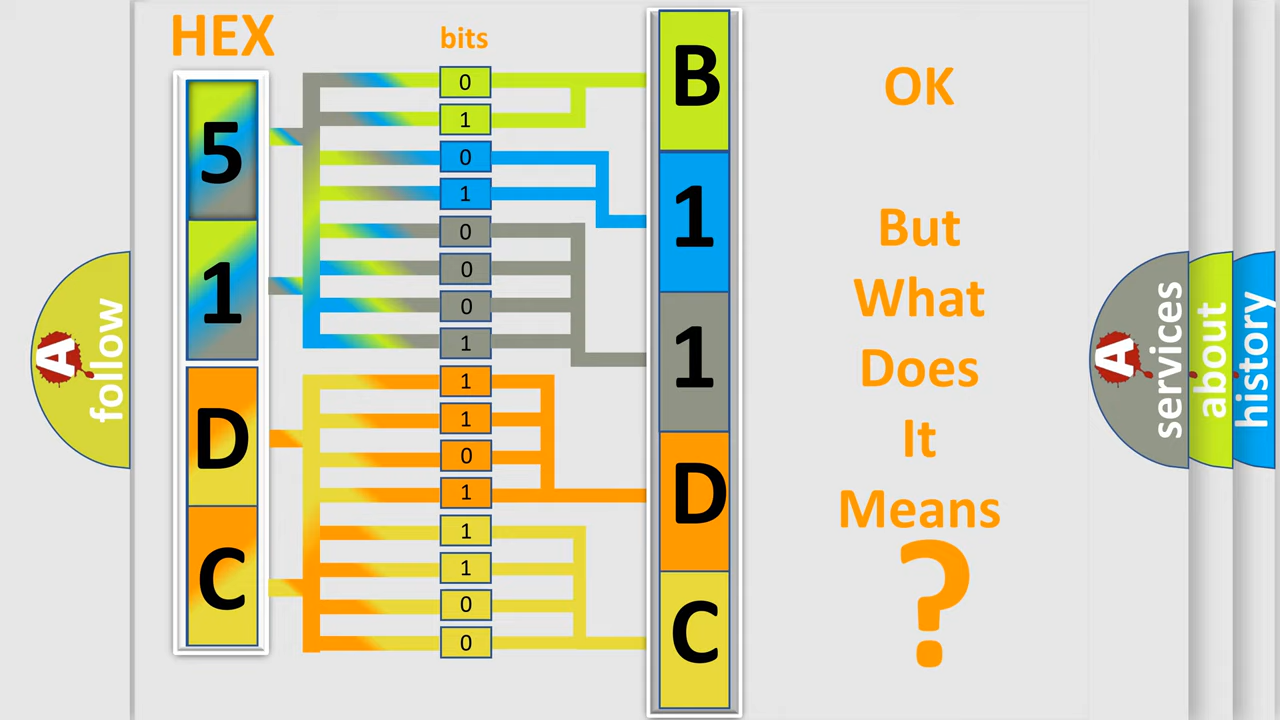 HEX
bits
5
1
D
C
0
1
0
1
0
0
0
1
1
1
0
1
1
1
0
0
B
1
1
D
C
OK
But
What
Does
It
Means
?
A
follow
A
services
about
history